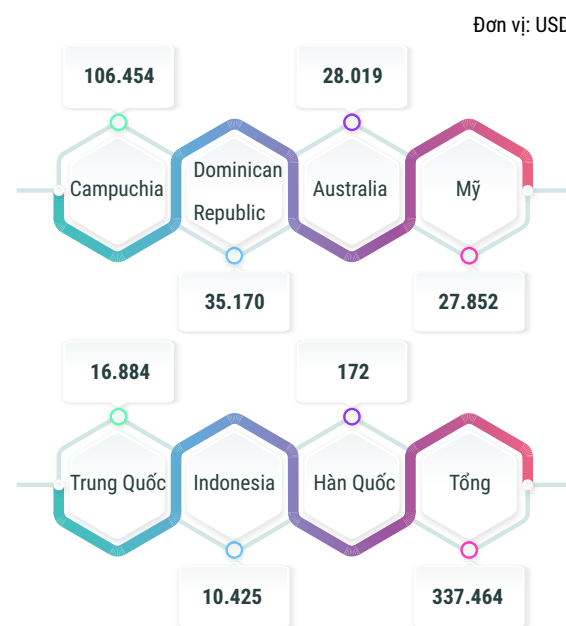 Đơn vị: USD
106.454
28.019
Campuchia
Dominican
Republic
Australia
Mỹ
35.170
27.852
16.884
172
Trung Quốc
Indonesia
Hàn Quốc
Tổng
10.425
337.464